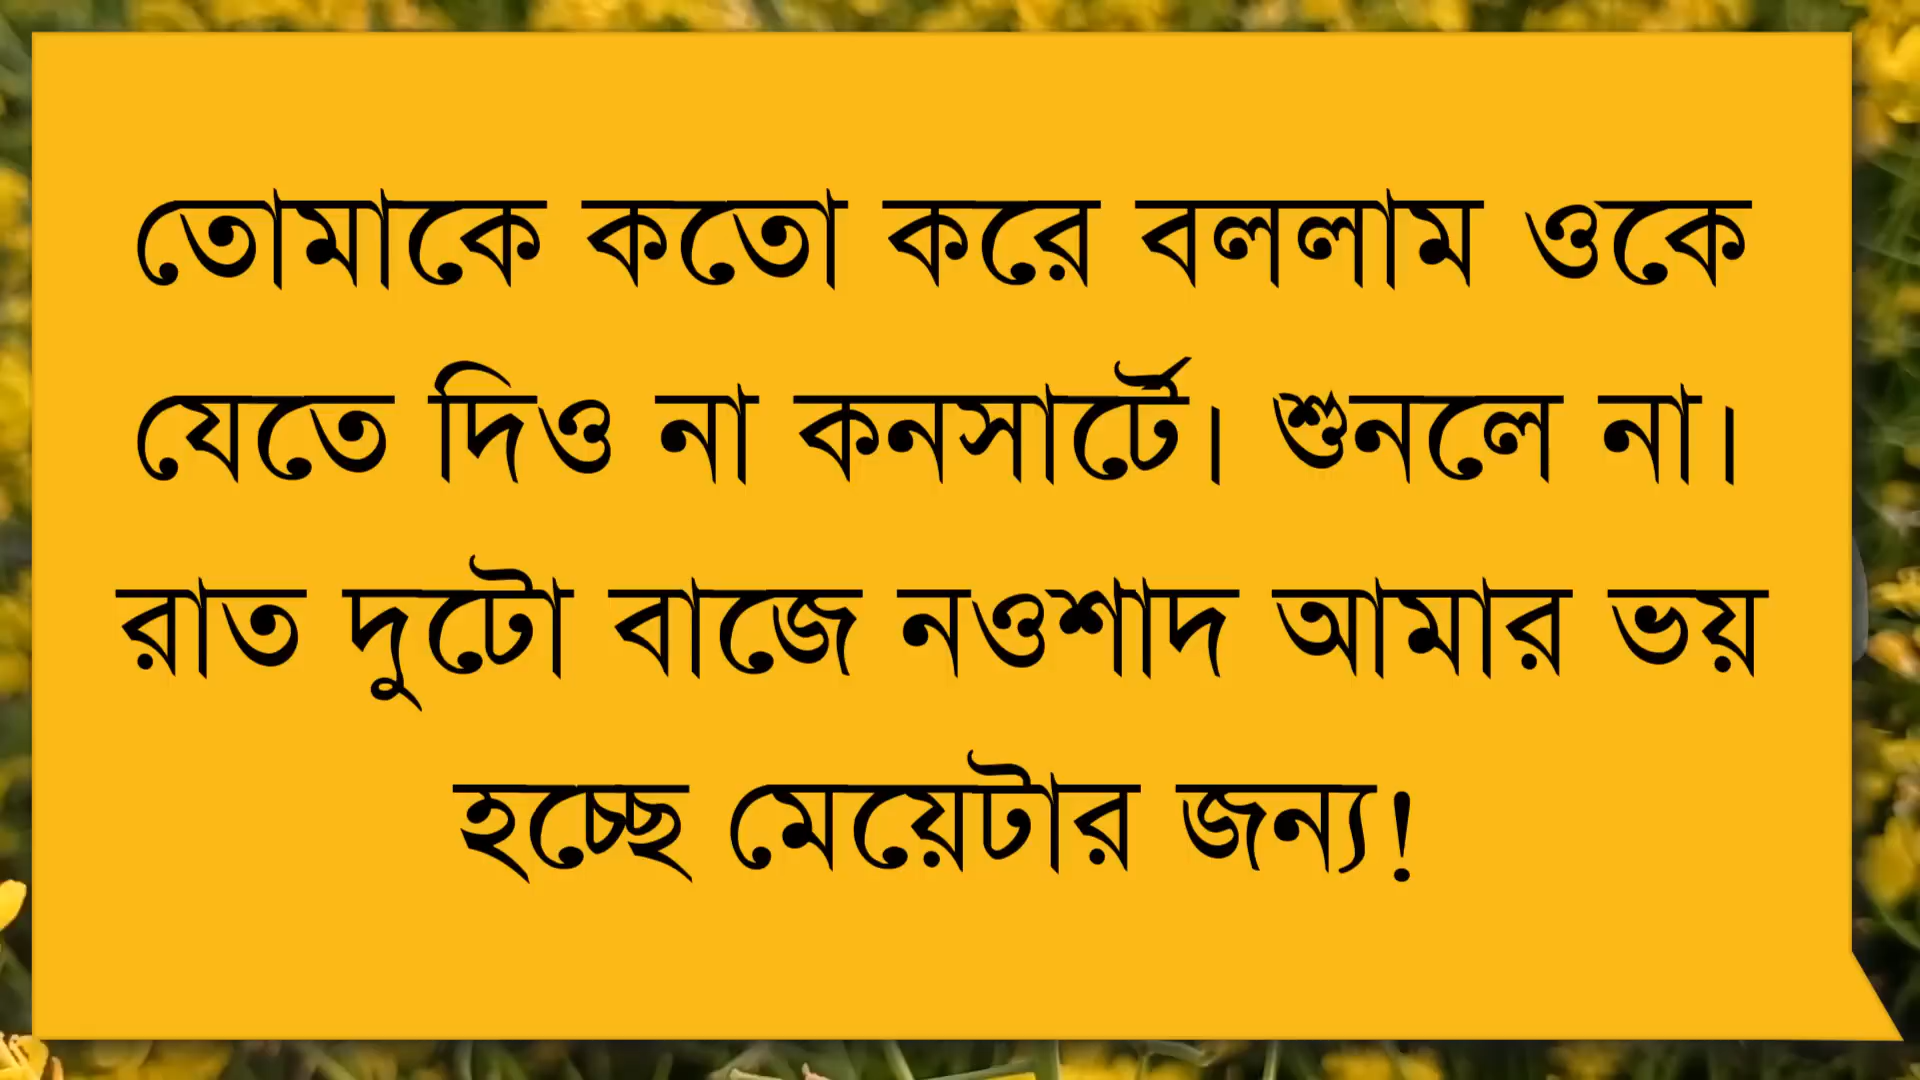 তোমাকে কতো করে বললাম ওকে
যেতে দিও না কনসার্টে। শুনলে না।
রাত দুটো বাজে নওশাদ আমার ভয়
হচ্ছে মেয়েটার জন্য!